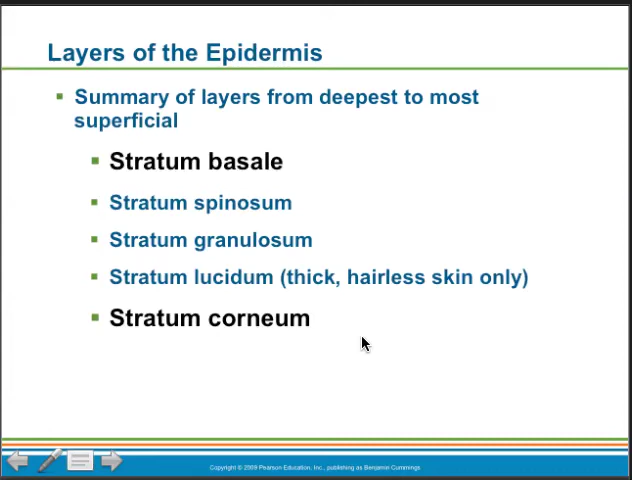 Layers of the Epidermis
Summary of layers from deepest to most
superficial
Stratum basale
Stratum spinosum
Stratum granulosum
Stratum lucidum (thick, hairless skin only)
Stratum corneum
Copyright © 2009 Pearson Education, Inc., publishing as Benjamin Cummings